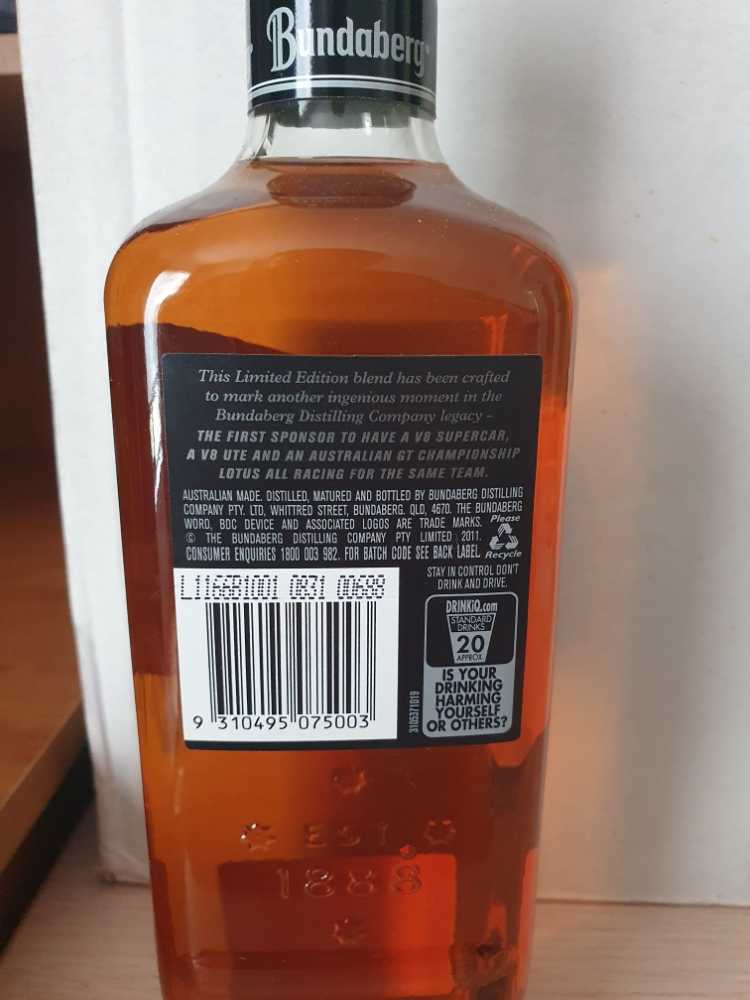 Bundaberg
This Limited Edition blend has been crafted
to mark another ingenious moment in the
Bundaberg Distilling Company legacy -
THE FIRST SPONSOR TO HAVE A V8 SUPERCAR,
A V8 UTE AND AN AUSTRALIAN GT CHAMPIONSHIP
LOTUS ALL RACING FOR THE SAME TEAM.
AUSTRALIAN MADE. DISTILLED, MATURED AND BOTTLED BY BUNDABERG DISTILLING
COMPANY PTY. LTD, WHITTRED STREET, BUNDABERG. QLD, 4670. THE BUNDABERG
WORD, BDC DEVICE AND ASSOCIATED LOGOS ARE TRADE MARKS.
© THE BUNDABERG DISTILLING COMPANY PTY LIMITED 2011.
CONSUMER ENQUIRIES 1800 003 982. FOR BATCH CODE SEE BACK LABEL.
Please
Recycle
STAY IN CONTROL DON'T
DRINK AND DRIVE.
L1166B1001 0831 00688
9 310495 075003
3105371019
DRINKiQ.com
STANDARD
DRINKS
20
APPROX.
IS YOUR
DRINKING
HARMING
YOURSELF
OR OTHERS?
EST.
1888